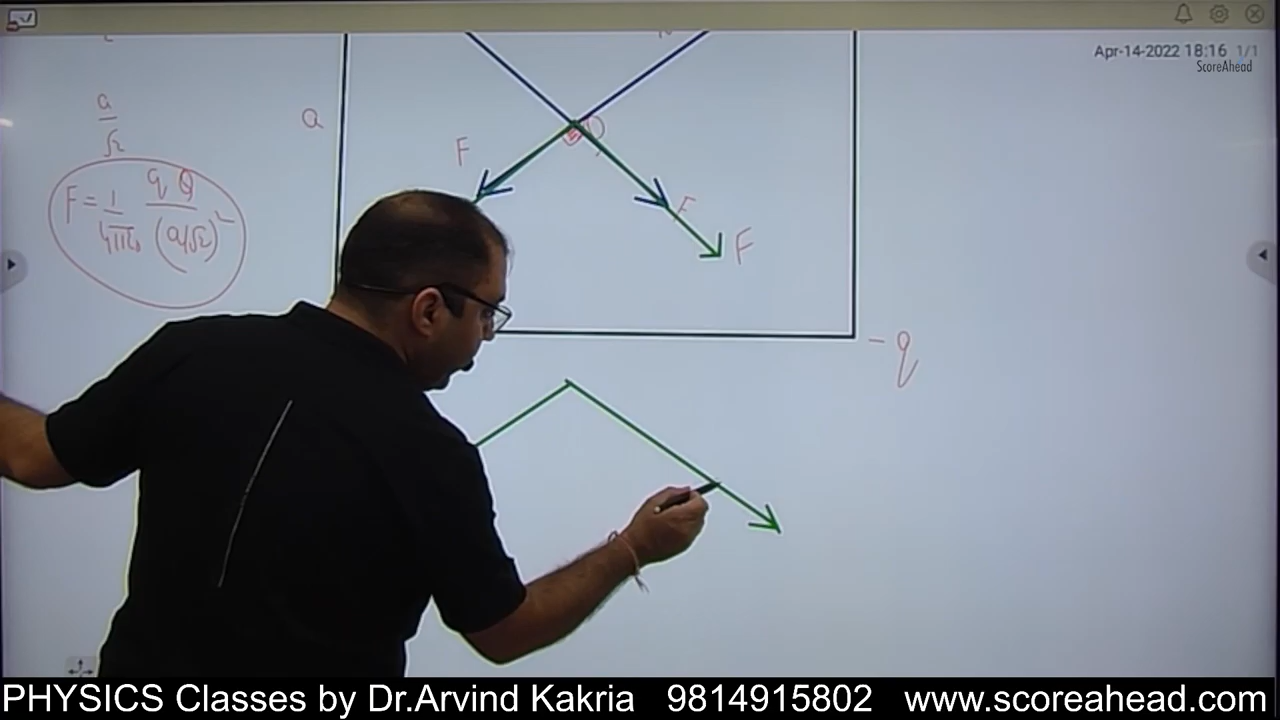 Apr-14-2022 18:16 1/1
ScoreAhead
a
a
√2
F = 1/4πε₀ qQ/(a/√2)²
F
F
F
-q
PHYSICS Classes by Dr.Arvind Kakria 9814915802 www.scoreahead.com